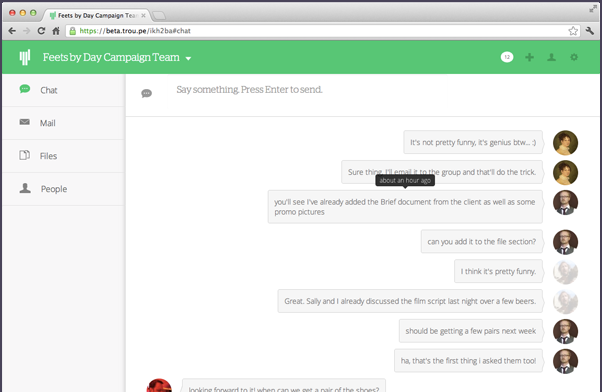 Feets by Day Campaign Team
https://beta.trou.pe/ikh2ba#chat
Feets by Day Campaign Team
12
Chat
Mail
Files
People
Say something. Press Enter to send.
It's not pretty funny, it's genius btw... ;)
Sure thing, I'll email it to the group and that'll do the trick.
about an hour ago
you'll see I've already added the Brief document from the client as well as some
promo pictures
can you add it to the file section?
I think it's pretty funny.
Great. Sally and I already discussed the film script last night over a few beers.
should be getting a few pairs next week
ha, that's the first thing i asked them too!
looking forward to it! when can we get a pair of the shoes?